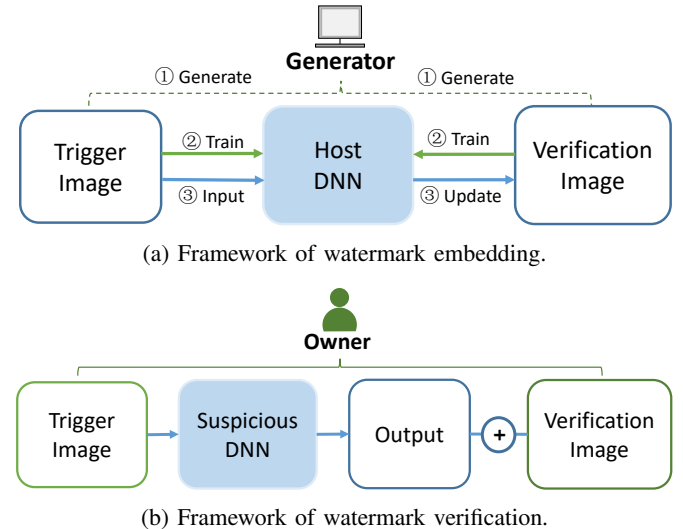 Generator
① Generate
① Generate
Trigger
Image
② Train
③ Input
Host
DNN
② Train
③ Update
Verification
Image
(a) Framework of watermark embedding.
Owner
Trigger
Image
Suspicious
DNN
Output
+
Verification
Image
(b) Framework of watermark verification.